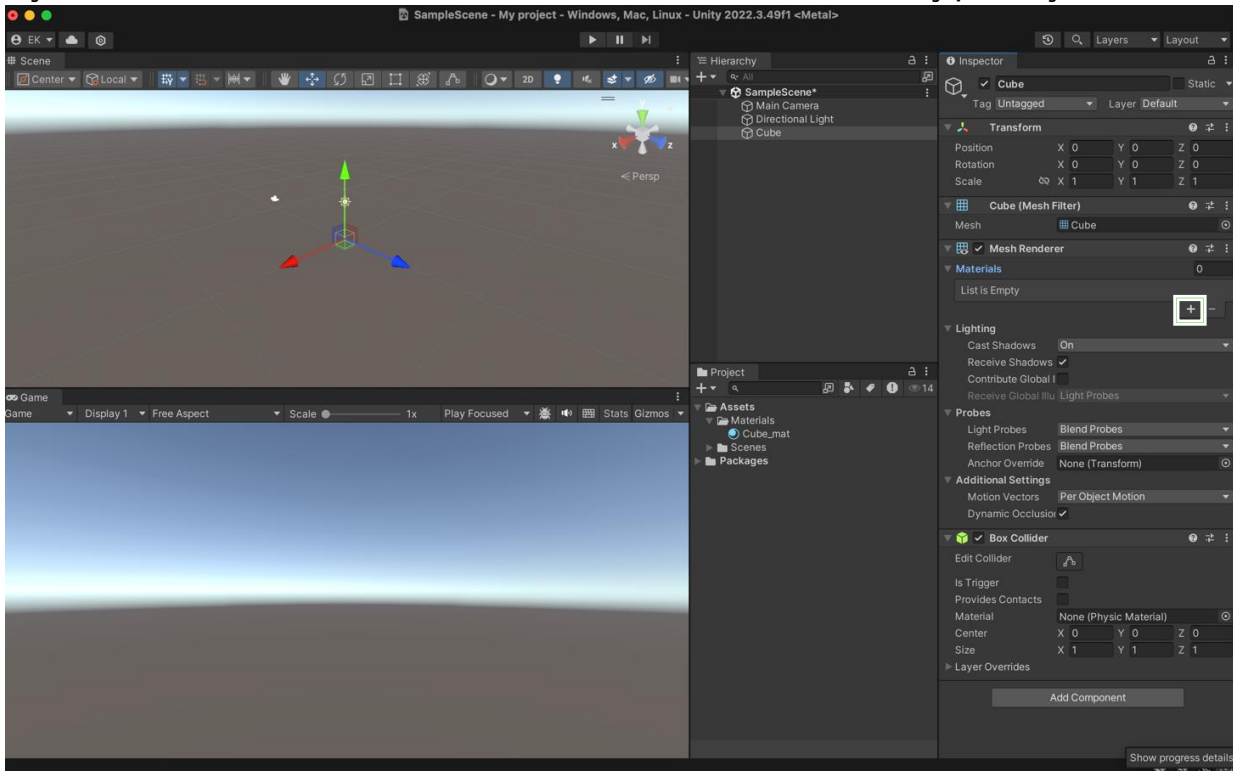 SampleScene - My project - Windows, Mac, Linux - Unity 2022.3.49f1 <Metal>
EK
Layers Layout
Scene
Center Local 2D
Y
x z
< Persp
Game
Game Display 1 Free Aspect Scale 1x Play Focused Stats Gizmos
Hierarchy
All
SampleScene*
Main Camera
Directional Light
Cube
Project
14
Assets
Materials
Cube_mat
Scenes
Packages
Inspector
Cube Static
Tag Untagged Layer Default
Transform
Position X 0 Y 0 Z 0
Rotation X 0 Y 0 Z 0
Scale X 1 Y 1 Z 1
Cube (Mesh Filter)
Mesh Cube
Mesh Renderer
Materials 0
List is Empty
+ -
Lighting
Cast Shadows On
Receive Shadows
Contribute Global I
Receive Global Illu Light Probes
Probes
Light Probes Blend Probes
Reflection Probes Blend Probes
Anchor Override None (Transform)
Additional Settings
Motion Vectors Per Object Motion
Dynamic Occlusion
Box Collider
Edit Collider
Is Trigger
Provides Contacts
Material None (Physic Material)
Center X 0 Y 0 Z 0
Size X 1 Y 1 Z 1
Layer Overrides
Add Component
Show progress details